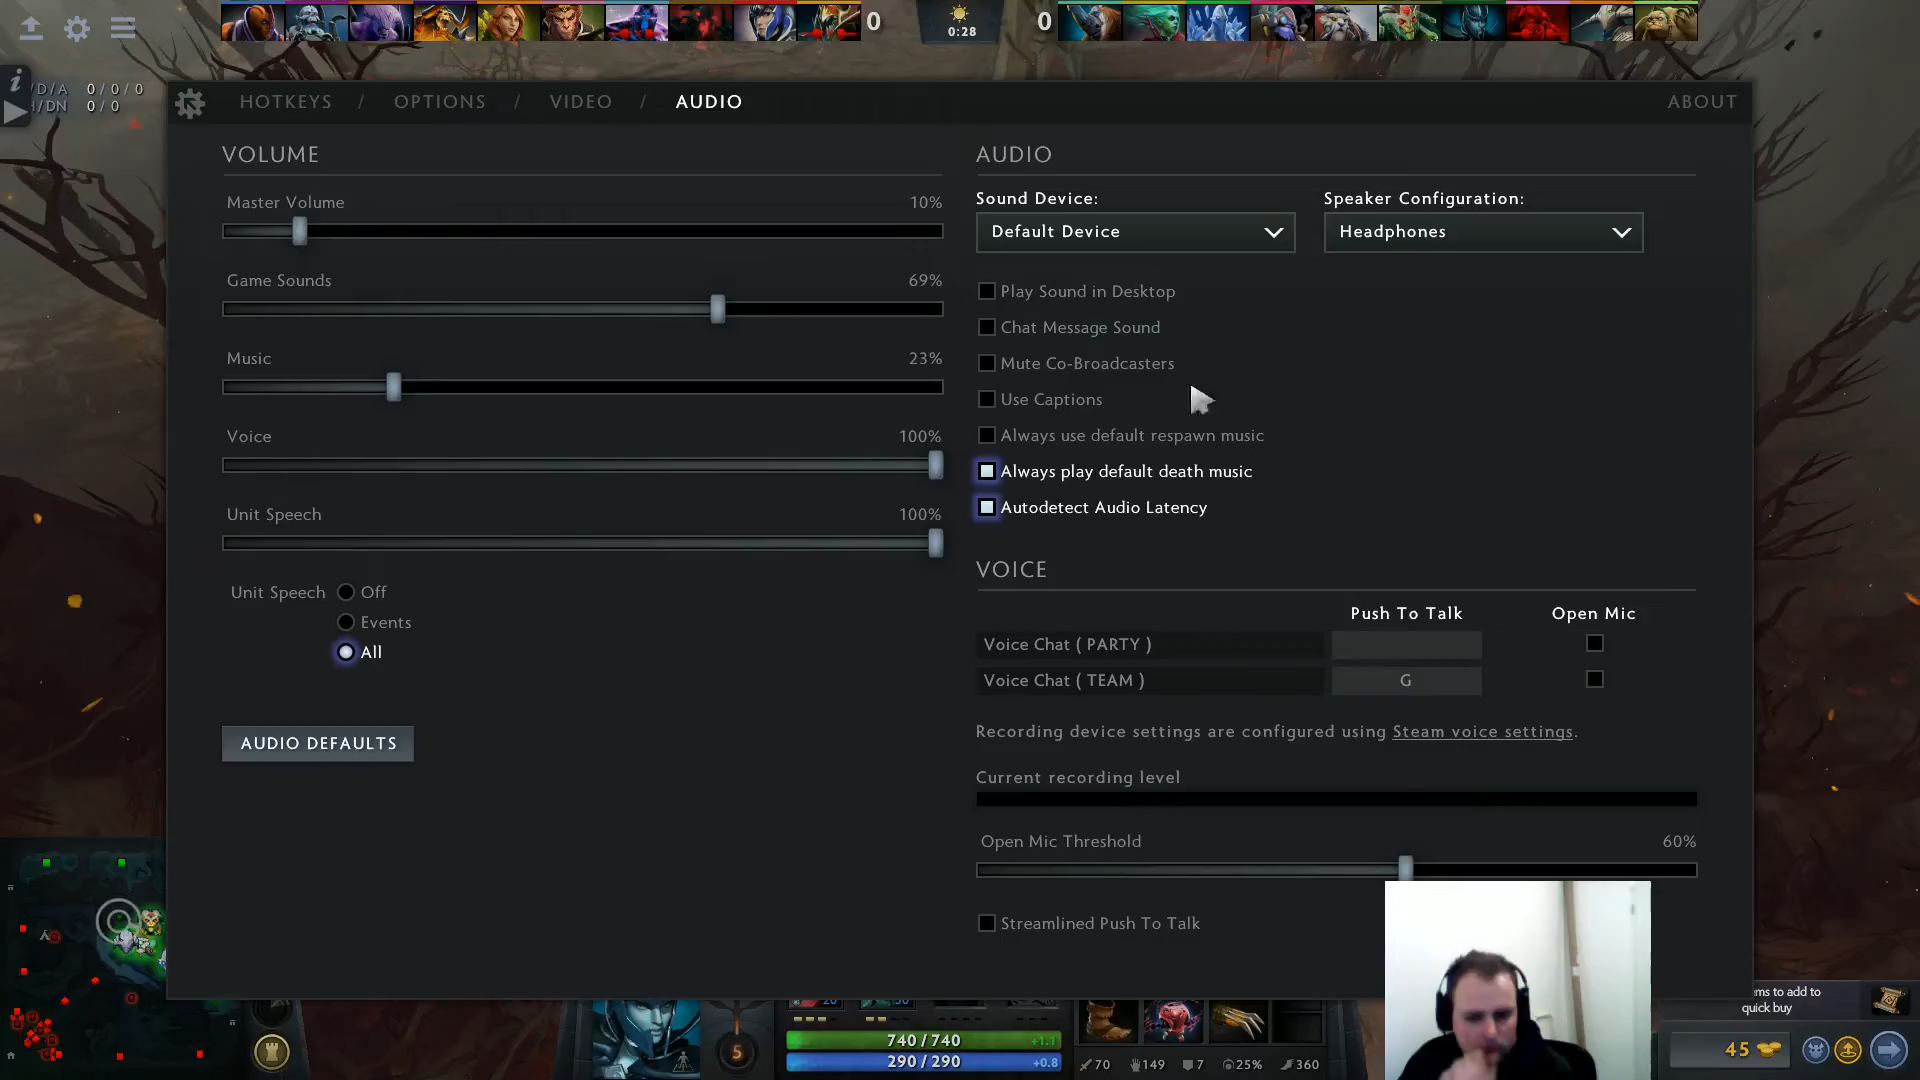 0
0:28
0
/D/A 0 / 0 / 0
/DN 0 / 0
HOTKEYS / OPTIONS / VIDEO / AUDIO
ABOUT
VOLUME
Master Volume 10%
Game Sounds 69%
Music 23%
Voice 100%
Unit Speech 100%
Unit Speech Off
Events
All
AUDIO DEFAULTS
AUDIO
Sound Device: Speaker Configuration:
Default Device Headphones
Play Sound in Desktop
Chat Message Sound
Mute Co-Broadcasters
Use Captions
Always use default respawn music
Always play default death music
Autodetect Audio Latency
VOICE
Push To Talk Open Mic
Voice Chat ( PARTY )
Voice Chat ( TEAM ) G
Recording device settings are configured using Steam voice settings.
Current recording level
Open Mic Threshold 60%
Streamlined Push To Talk
5
740 / 740 +1.1
290 / 290 +0.8
70 149 7 25% 360
ems to add to
quick buy
45